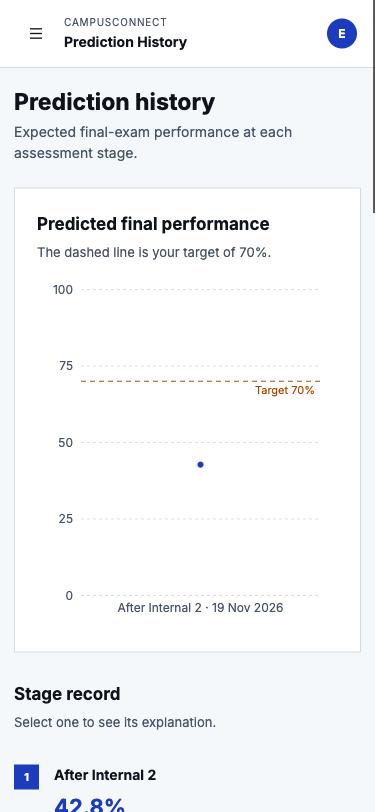 CAMPUSCONNECT
Prediction History
E
Prediction history
Expected final-exam performance at each
assessment stage.
Predicted final performance
The dashed line is your target of 70%.
100
75
Target 70%
50
25
0
After Internal 2 · 19 Nov 2026
Stage record
Select one to see its explanation.
1
After Internal 2
42.8%